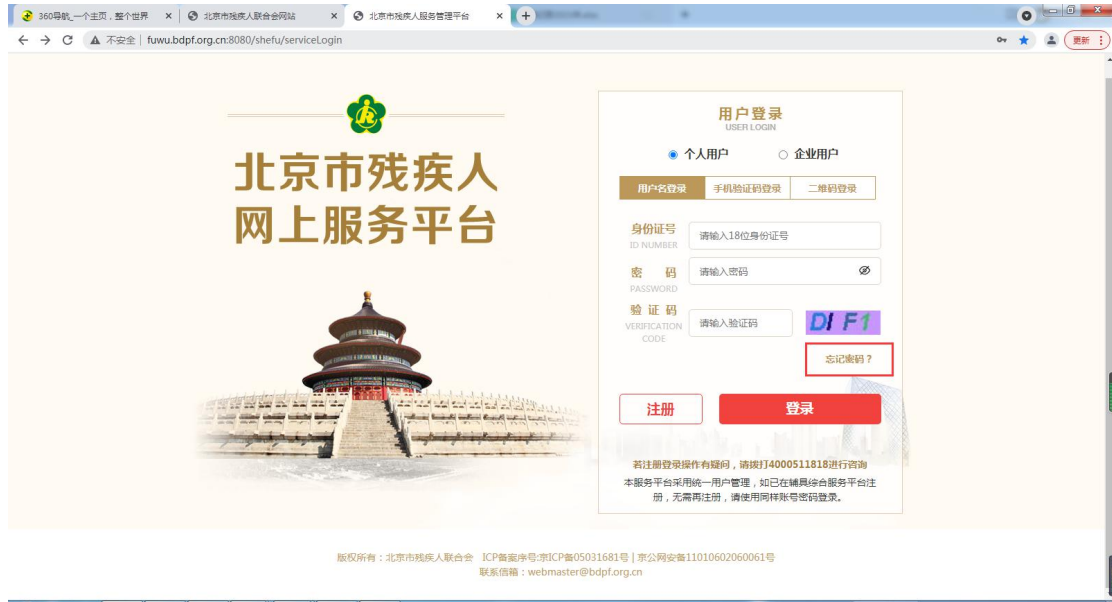 360导航_一个主页，整个世界
北京市残疾人联合会网站
北京市残疾人服务管理平台
不安全 | fuwu.bdpf.org.cn:8080/shefu/serviceLogin
更新
北京市残疾人
网上服务平台
用户登录
USER LOGIN
个人用户 企业用户
用户名登录 手机验证码登录 二维码登录
身份证号 请输入18位身份证号
ID NUMBER
密 码 请输入密码
PASSWORD
验 证 码 请输入验证码 DI F1
VERIFICATION
CODE
忘记密码？
注册 登录
若注册登录操作有疑问，请拨打4000511818进行咨询
本服务平台采用统一用户管理，如已在辅具综合服务平台注
册，无需再注册，请使用同样账号密码登录。
版权所有：北京市残疾人联合会 ICP备案序号:京ICP备05031681号 | 京公网安备11010602060061号
联系信箱：webmaster@bdpf.org.cn